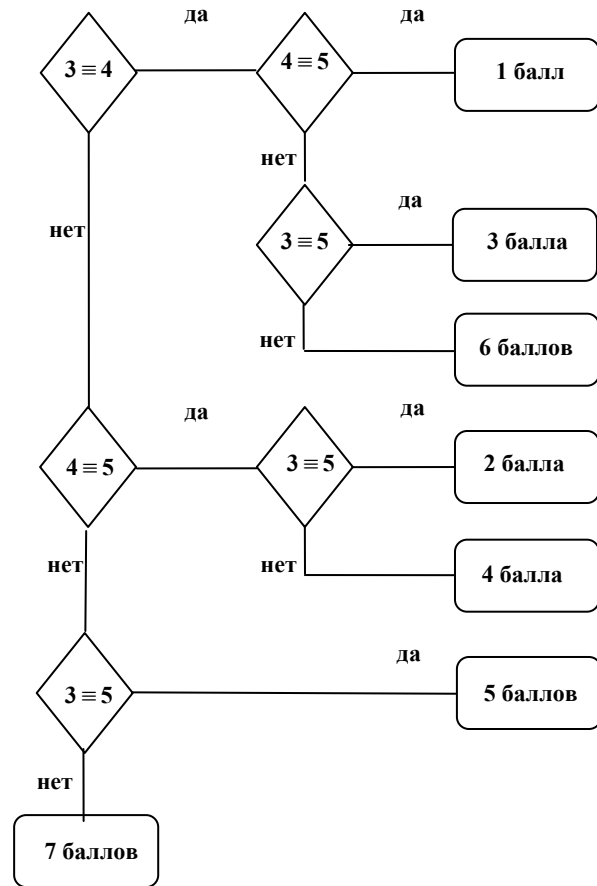 да да
3 ≡ 4 4 ≡ 5 1 балл
нет
нет да
3 ≡ 5 3 балла
нет 6 баллов
да да
4 ≡ 5 3 ≡ 5 2 балла
нет нет 4 балла
да
3 ≡ 5 5 баллов
нет
7 баллов